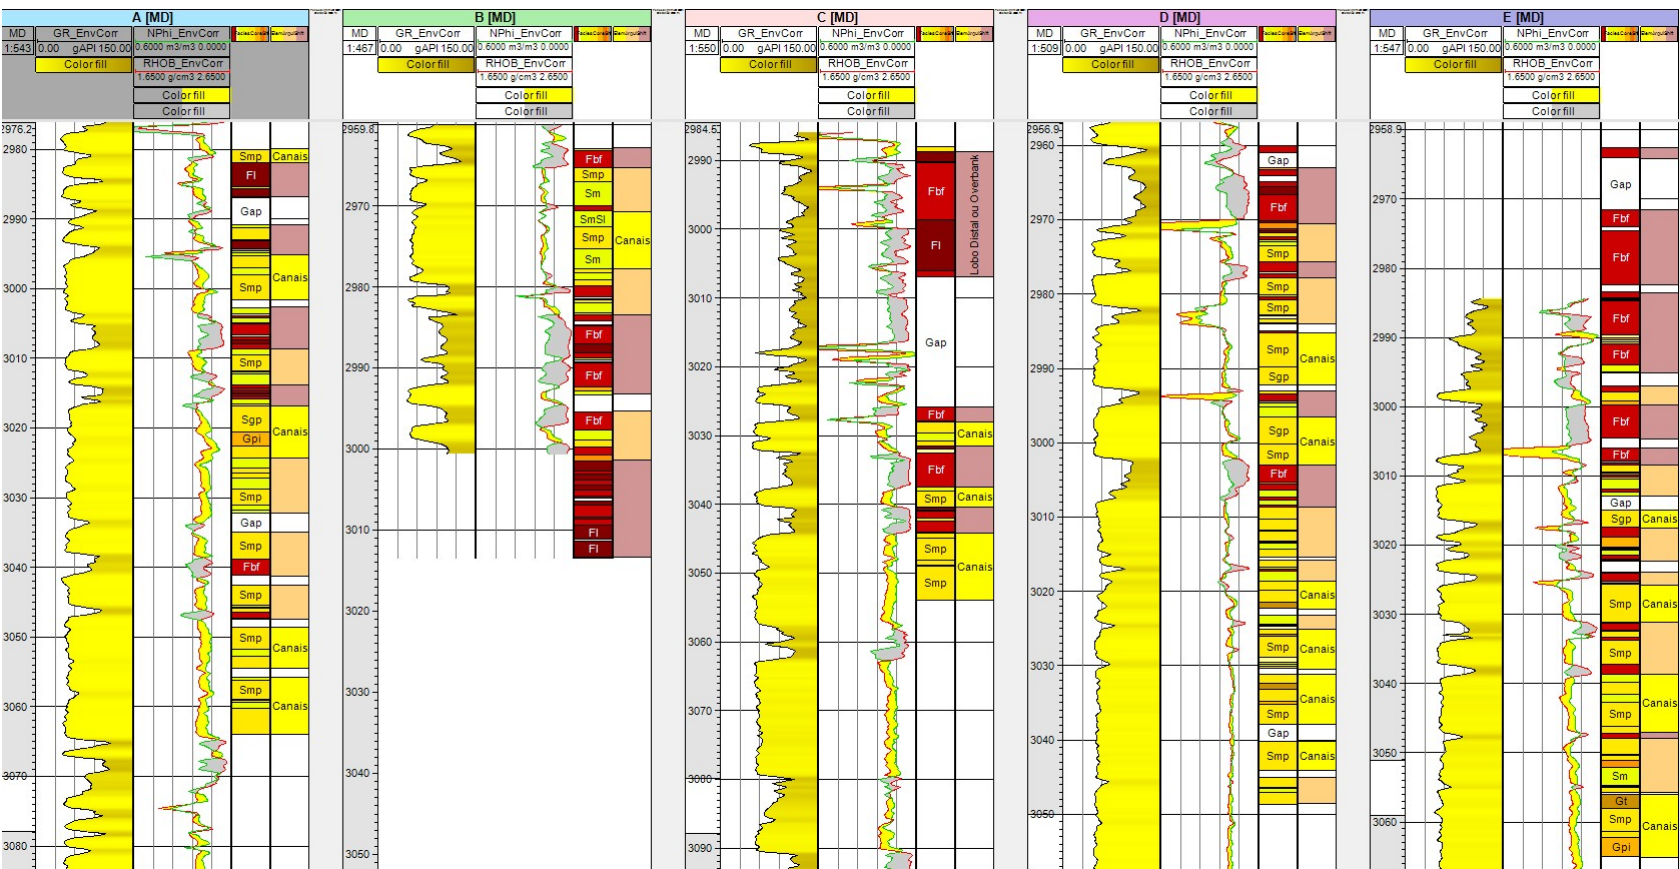 A [MD]
MD GR_EnvCorr NPhi_EnvCorr
1:543 0.00 gAPI 150.00 0.6000 m3/m3 0.0000
Color fill RHOB_EnvCorr
1.6500 g/cm3 2.6500
Color fill
Color fill
2976.2
2980
2990
3000
3010
3020
3030
3040
3050
3060
3070
3080
Smp Canais
Fl
Gap
Canais
Smp
Smp
Sgp
Canais
Gpi
Smp
Gap
Smp
Fbf
Smp
Smp
Canais
Smp
Canais
B [MD]
MD GR_EnvCorr NPhi_EnvCorr
1:467 0.00 gAPI 150.00 0.6000 m3/m3 0.0000
Color fill RHOB_EnvCorr
1.6500 g/cm3 2.6500
Color fill
Color fill
2959.8
2970
2980
2990
3000
3010
3020
3030
3040
3050
Fbf
Smp
Sm
SmSl
Smp Canais
Sm
Fbf
Fbf
Fbf
Fl
Fl
C [MD]
MD GR_EnvCorr NPhi_EnvCorr
1:550 0.00 gAPI 150.00 0.6000 m3/m3 0.0000
Color fill RHOB_EnvCorr
1.6500 g/cm3 2.6500
Color fill
Color fill
2984.6
2990
3000
3010
3020
3030
3040
3050
3060
3070
3080
3090
Fbf
Lobo Distal ou Overbank
Fl
Gap
Fbf
Canais
Fbf
Smp Canais
Smp
Canais
Smp
D [MD]
MD GR_EnvCorr NPhi_EnvCorr
1:509 0.00 gAPI 150.00 0.6000 m3/m3 0.0000
Color fill RHOB_EnvCorr
1.6500 g/cm3 2.6500
Color fill
Color fill
2956.9
2960
2970
2980
2990
3000
3010
3020
3030
3040
3050
Gap
Fbf
Smp
Smp
Smp
Smp
Canais
Sgp
Sgp
Canais
Smp
Fbf
Canais
Smp
Canais
Canais
Smp
Gap
Smp Canais
E [MD]
MD GR_EnvCorr NPhi_EnvCorr
1:547 0.00 gAPI 150.00 0.6000 m3/m3 0.0000
Color fill RHOB_EnvCorr
1.6500 g/cm3 2.6500
Color fill
Color fill
2958.9
2970
2980
2990
3000
3010
3020
3030
3040
3050
3060
Gap
Fbf
Fbf
Fbf
Fbf
Fbf
Fbf
Gap
Sgp Canais
Smp Canais
Smp
Canais
Smp
Sm
Gt
Smp
Canais
Gpi